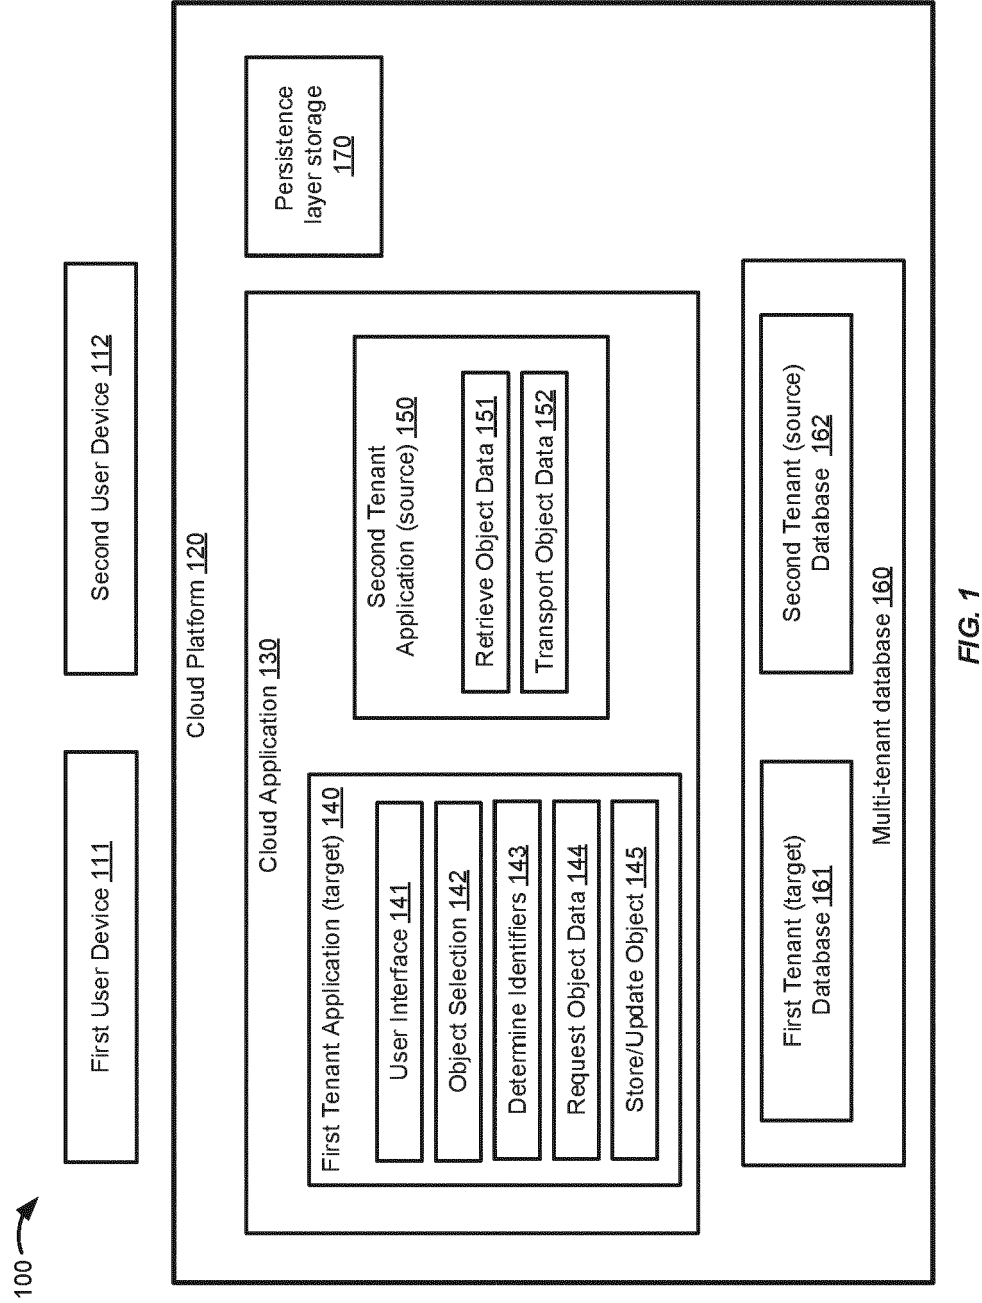 100
First User Device 111
Second User Device 112
Cloud Platform 120
Cloud Application 130
First Tenant Application (target) 140
User Interface 141
Object Selection 142
Determine Identifiers 143
Request Object Data 144
Store/Update Object 145
Second Tenant
Application (source) 150
Retrieve Object Data 151
Transport Object Data 152
Persistence
layer storage
170
First Tenant (target)
Database 161
Second Tenant (source)
Database 162
Multi-tenant database 160
FIG. 1